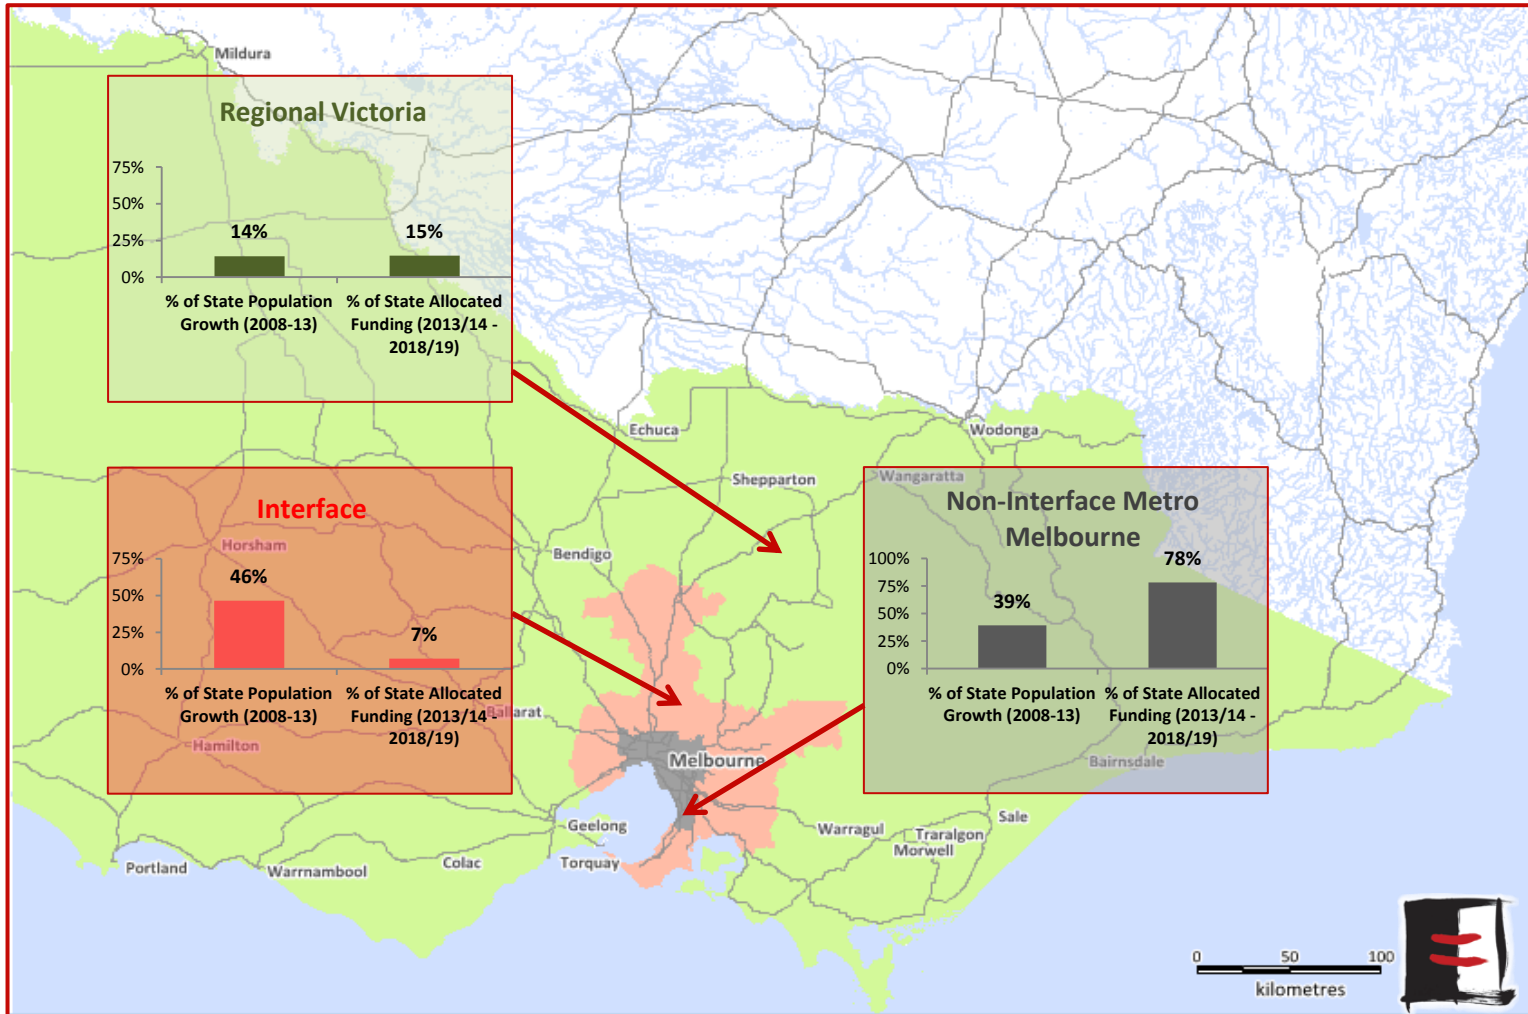 Mildura
Regional Victoria
75%
50%
25%
0%
14%
15%
% of State Population
Growth (2008-13)
% of State Allocated
Funding (2013/14 -
2018/19)
Echuca
Wodonga
Shepparton
Wangaratta
Bendigo
Interface
Horsham
75%
50%
25%
0%
46%
7%
% of State Population
Growth (2008-13)
% of State Allocated
Funding (2013/14 -
2018/19)
Ballarat
Hamilton
Non-Interface Metro
Melbourne
100%
75%
50%
25%
0%
39%
78%
% of State Population
Growth (2008-13)
% of State Allocated
Funding (2013/14 -
2018/19)
Bairnsdale
Melbourne
Geelong
Torquay
Colac
Warrnambool
Portland
Warragul
Traralgon
Morwell
Sale
0 50 100
kilometres